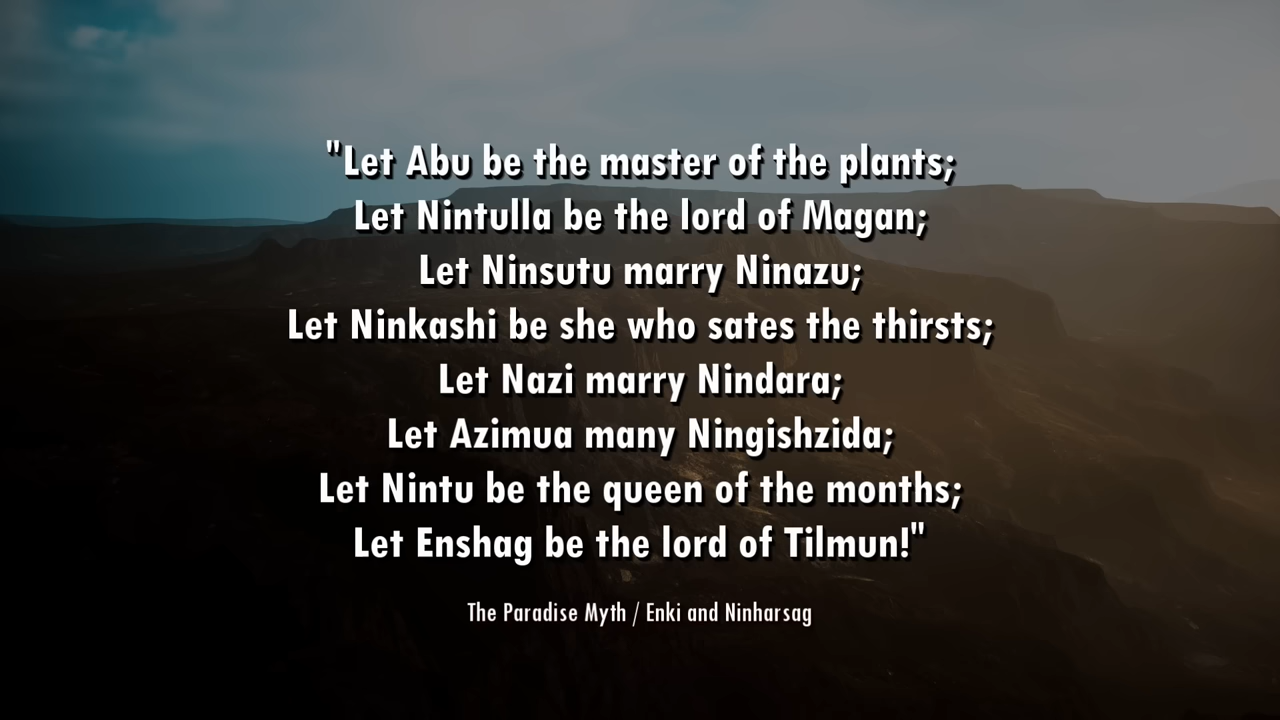 "Let Abu be the master of the plants;
Let Nintulla be the lord of Magan;
Let Ninsutu marry Ninazu;
Let Ninkashi be she who sates the thirsts;
Let Nazi marry Nindara;
Let Azimua many Ningishzida;
Let Nintu be the queen of the months;
Let Enshag be the lord of Tilmun!"
The Paradise Myth / Enki and Ninharsag